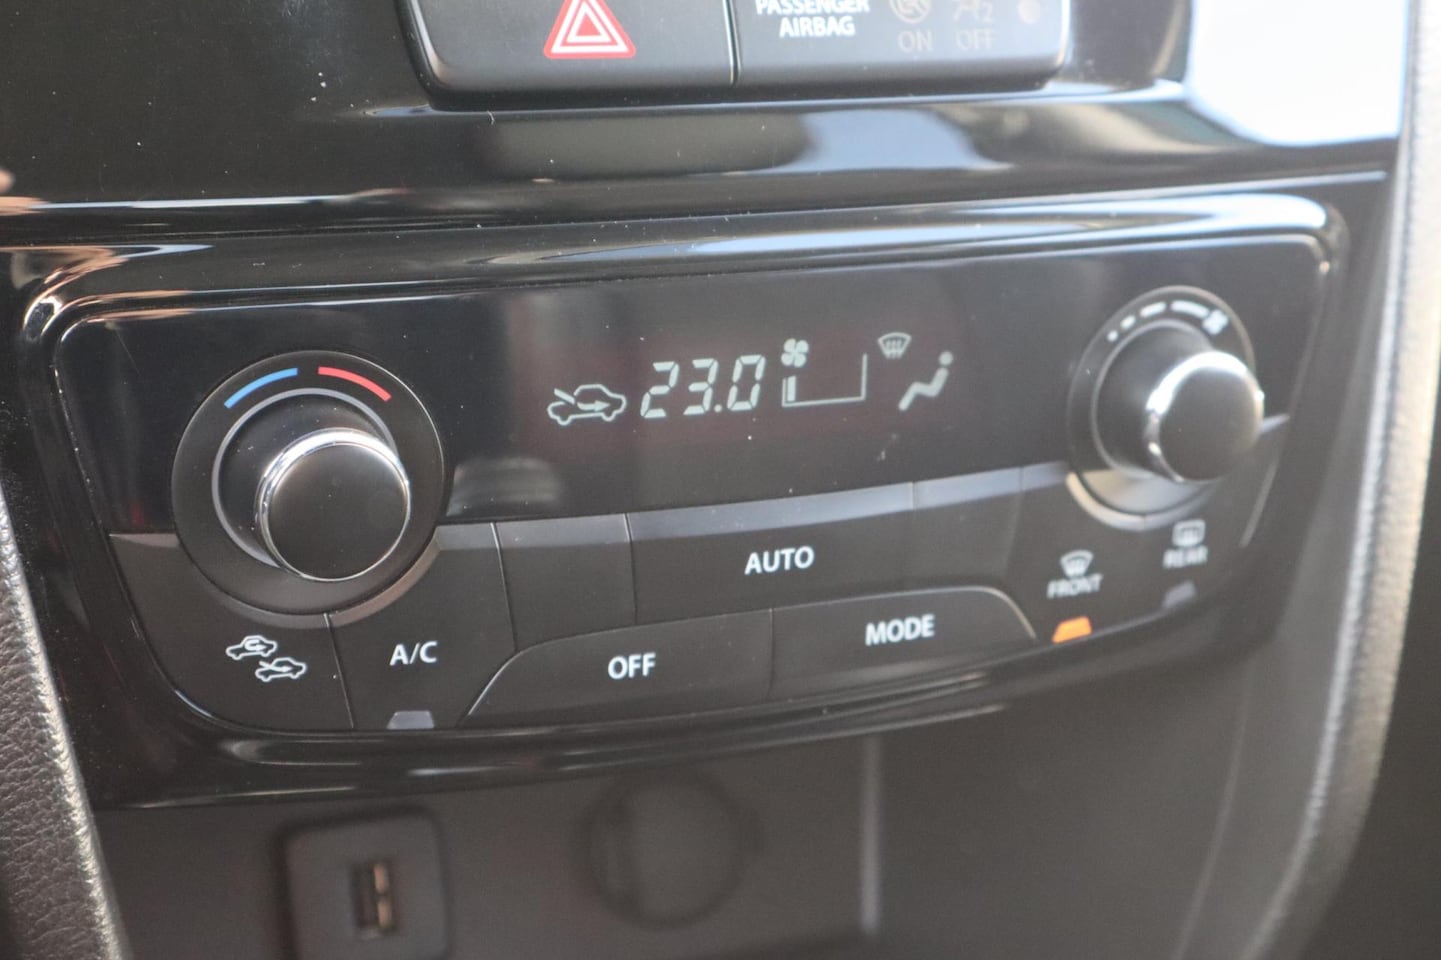 PASSENGER
AIRBAG
ON OFF
23.0
AUTO
FRONT
REAR
A/C
OFF
MODE